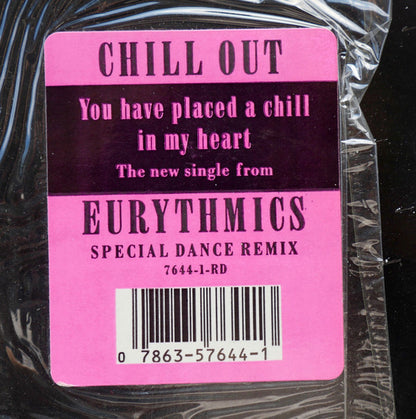 CHILL OUT
You have placed a chill
in my heart
The new single from
EURYTHMICS
SPECIAL DANCE REMIX
7644-1-RD
0 7863-57644-1